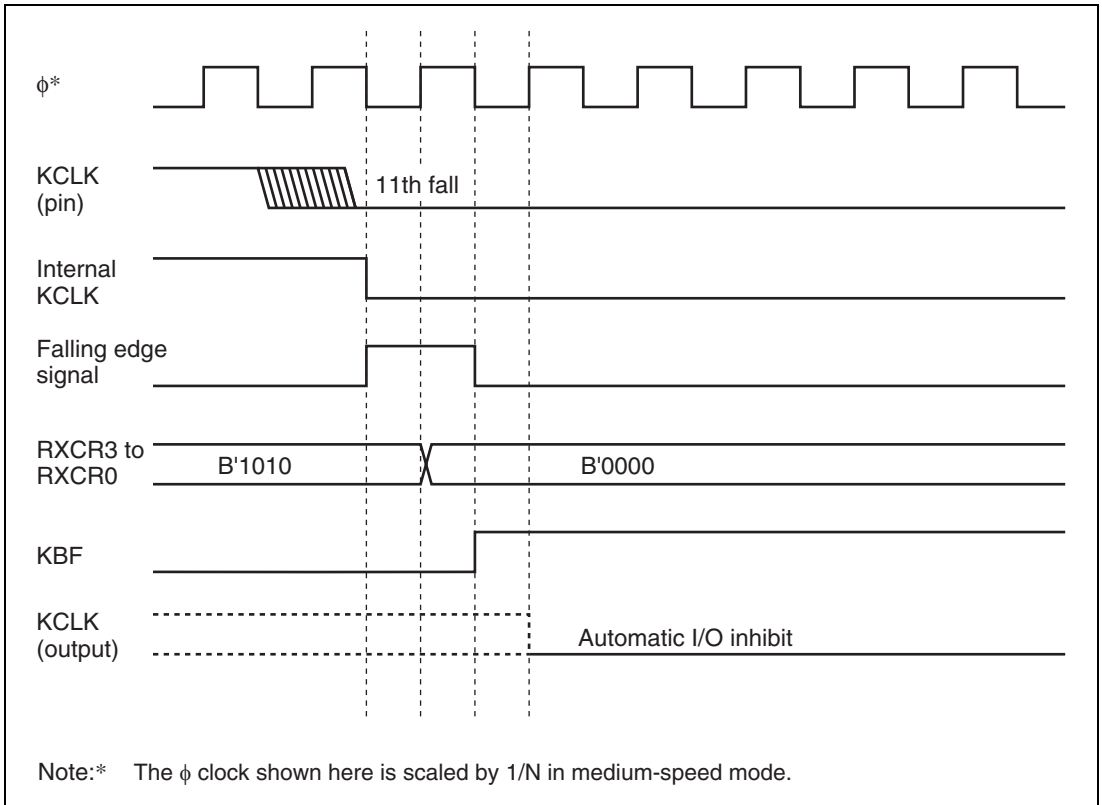 φ*
KCLK
(pin)
11th fall
Internal
KCLK
Falling edge
signal
RXCR3 to
RXCR0
B'1010
B'0000
KBF
KCLK
(output)
Automatic I/O inhibit
Note:* The φ clock shown here is scaled by 1/N in medium-speed mode.